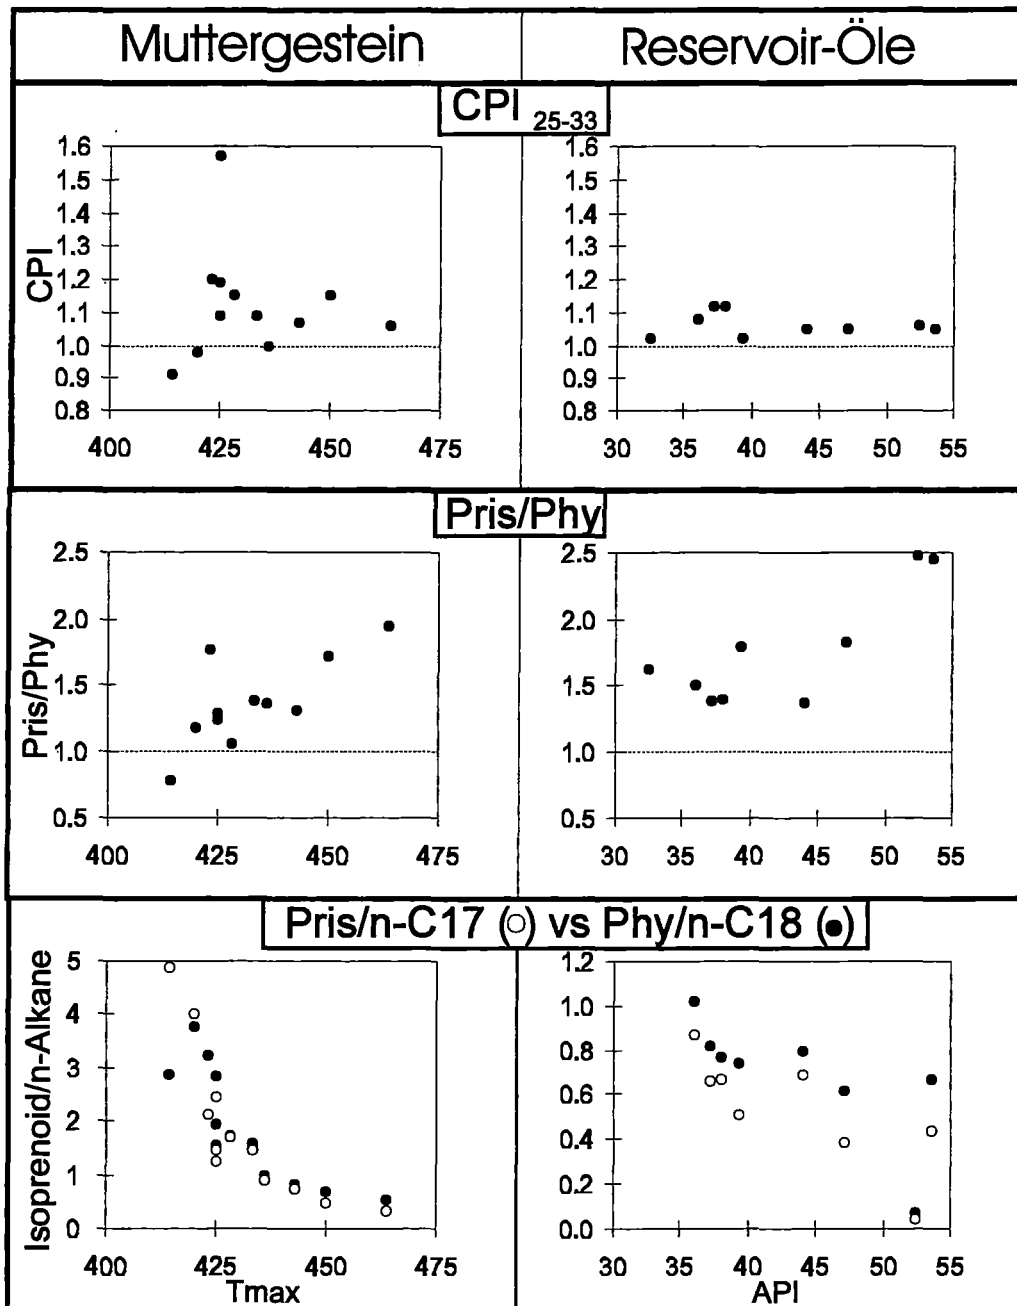 Muttergestein Reservoir-Öle
CPI 25-33
1.6 1.6
1.5 1.5
1.4 1.4
1.3 1.3
CPI
1.2 1.2
1.1 1.1
1.0 1.0
0.9 0.9
0.8 0.8
400 425 450 475 30 35 40 45 50 55
Pris/Phy
2.5 2.5
2.0 2.0
Pris/Phy
1.5 1.5
1.0 1.0
0.5 0.5
400 425 450 475 30 35 40 45 50 55
Pris/n-C17 (○) vs Phy/n-C18 (●)
Isoprenoid/n-Alkane
5 1.2
4 1.0
3 0.8
0.6
2 0.4
1 0.2
0 0.0
400 425 450 475 30 35 40 45 50 55
Tmax API